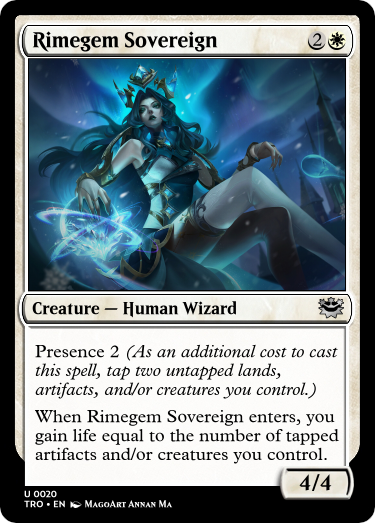 Rimegem Sovereign 2
Creature — Human Wizard
Presence 2 (As an additional cost to cast
this spell, tap two untapped lands,
artifacts, and/or creatures you control.)
When Rimegem Sovereign enters, you
gain life equal to the number of tapped
artifacts and/or creatures you control.
4/4
U 0020
TRO • EN MagoArt Annan Ma